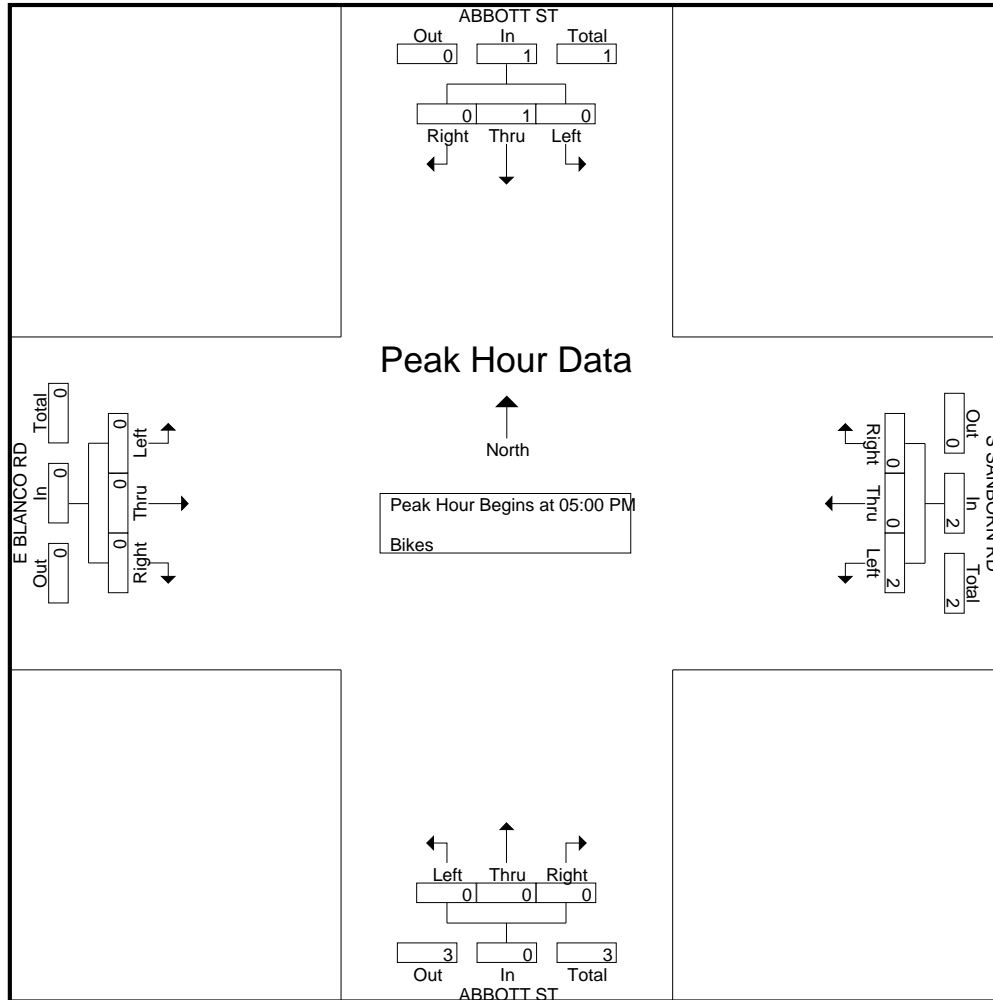 ABBOTT ST
Out In Total
0 1 1
0 1 0
Right Thru Left
Peak Hour Data
North
Peak Hour Begins at 05:00 PM
Bikes
E BLANCO RD
Out In Total
0 0 0
Right Thru Left
0 0 0
S SANBORN RD
Out In Total
0 2 2
Right Thru Left
0 0 2
Left Thru Right
0 0 0
3 0 3
Out In Total
ABBOTT ST